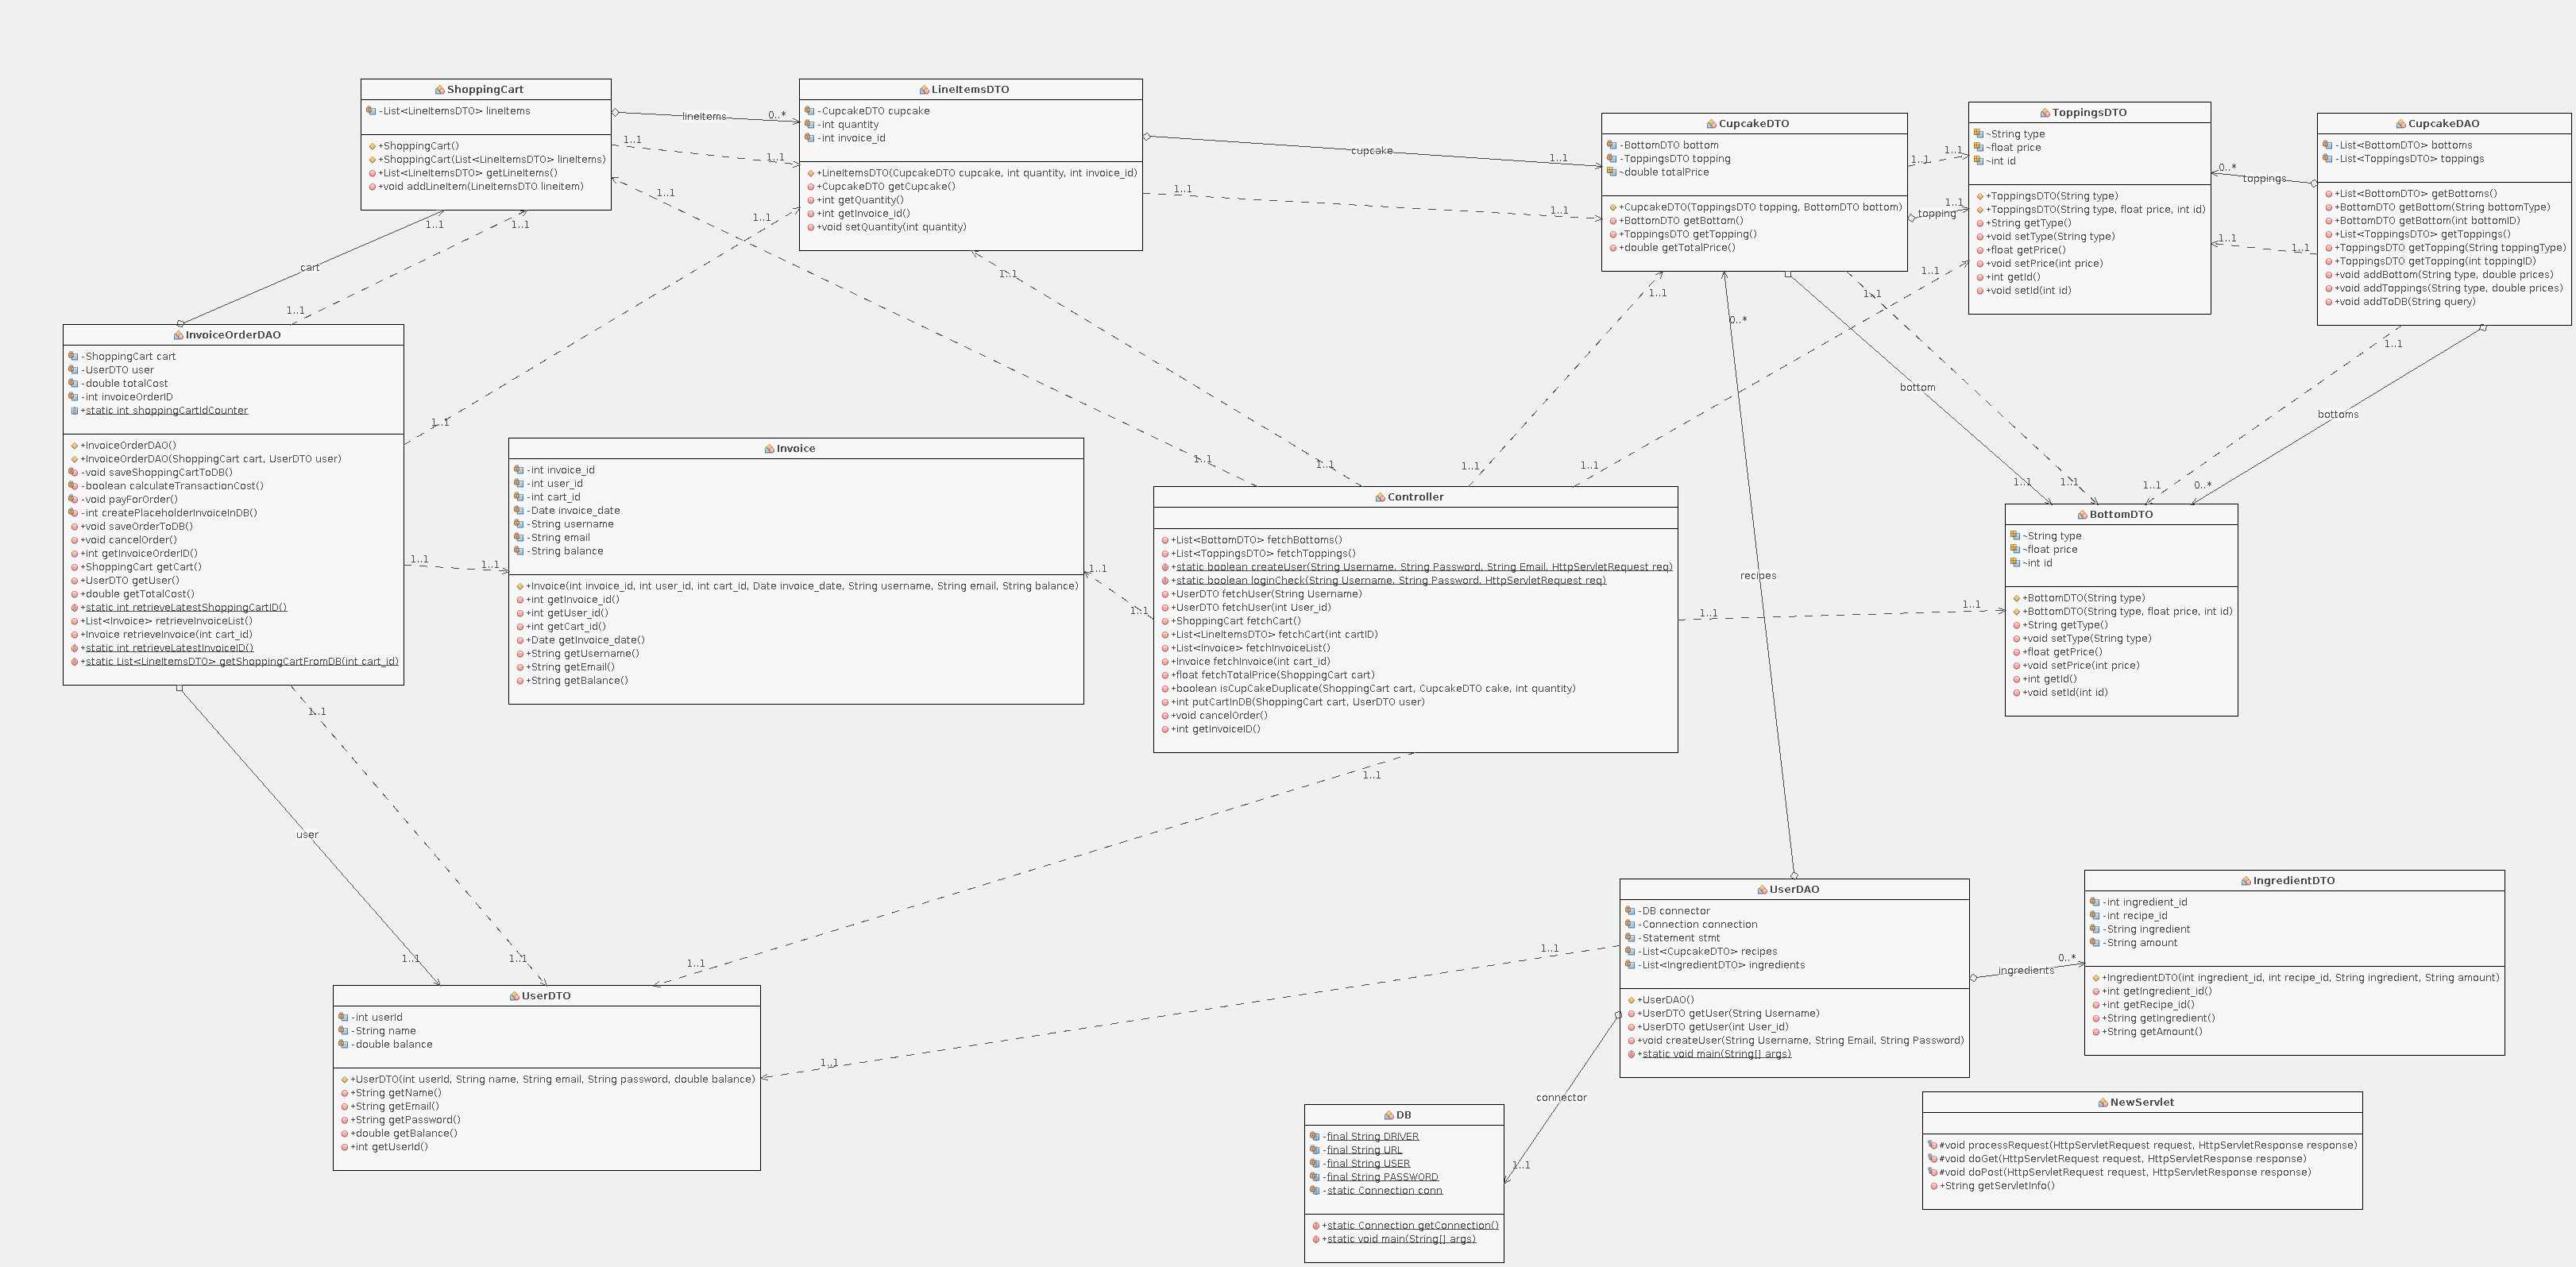 ShoppingCart
-List<LineItemsDTO> lineItems
+ShoppingCart()
+ShoppingCart(List<LineItemsDTO> lineItems)
+List<LineItemsDTO> getLineItems()
+void addLineItem(LineItemsDTO lineitem)
lineItems
0..*
1..1
1..1
1..1
1..1
1..1
LineItemsDTO
-CupcakeDTO cupcake
-int quantity
-int invoice_id
+LineItemsDTO(CupcakeDTO cupcake, int quantity, int invoice_id)
+CupcakeDTO getCupcake()
+int getQuantity()
+int getInvoice_id()
+void setQuantity(int quantity)
1..1
1..1
cupcake
1..1
1..1
1..1
CupcakeDTO
-BottomDTO bottom
-ToppingsDTO topping
~double totalPrice
+CupcakeDTO(ToppingsDTO topping, BottomDTO bottom)
+BottomDTO getBottom()
+ToppingsDTO getTopping()
+double getTotalPrice()
1..1
1..1
1..1
topping
1..1
1..1
1..1
0..*
ToppingsDTO
~String type
~float price
~int id
+ToppingsDTO(String type)
+ToppingsDTO(String type, float price, int id)
+String getType()
+void setType(String type)
+float getPrice()
+void setPrice(int price)
+int getId()
+void setId(int id)
0..*
toppings
1..1
1..1
CupcakeDAO
-List<BottomDTO> bottoms
-List<ToppingsDTO> toppings
+List<BottomDTO> getBottoms()
+BottomDTO getBottom(String bottomType)
+BottomDTO getBottom(int bottomID)
+List<ToppingsDTO> getToppings()
+ToppingsDTO getTopping(String toppingType)
+ToppingsDTO getTopping(int toppingID)
+void addBottom(String type, double prices)
+void addToppings(String type, double prices)
+void addToDB(String query)
1..1
cart
1..1
InvoiceOrderDAO
-ShoppingCart cart
-UserDTO user
-double totalCost
-int invoiceOrderID
+static int shoppingCartIdCounter
+InvoiceOrderDAO()
+InvoiceOrderDAO(ShoppingCart cart, UserDTO user)
-void saveShoppingCartToDB()
-boolean calculateTransactionCost()
-void payForOrder()
-int createPlaceholderInvoiceInDB()
+void saveOrderToDB()
+void cancelOrder()
+int getInvoiceOrderID()
+ShoppingCart getCart()
+UserDTO getUser()
+double getTotalCost()
+static int retrieveLatestShoppingCartID()
+List<Invoice> retrieveInvoiceList()
+Invoice retrieveInvoice(int cart_id)
+static int retrieveLatestInvoiceID()
+static List<LineItemsDTO> getShoppingCartFromDB(int cart_id)
1..1
1..1
1..1
Invoice
-int invoice_id
-int user_id
-int cart_id
-Date invoice_date
-String username
-String email
-String balance
+Invoice(int invoice_id, int user_id, int cart_id, Date invoice_date, String username, String email, String balance)
+int getInvoice_id()
+int getUser_id()
+int getCart_id()
+Date getInvoice_date()
+String getUsername()
+String getEmail()
+String getBalance()
1..1
1..1
1..1
1..1
1..1
1..1
Controller
+List<BottomDTO> fetchBottoms()
+List<ToppingsDTO> fetchToppings()
+static boolean createUser(String Username, String Password, String Email, HttpServletRequest req)
+static boolean loginCheck(String Username, String Password, HttpServletRequest req)
+UserDTO fetchUser(String Username)
+UserDTO fetchUser(int User_id)
+ShoppingCart fetchCart()
+List<LineItemsDTO> fetchCart(int cartID)
+List<Invoice> fetchInvoiceList()
+Invoice fetchInvoice(int cart_id)
+float fetchTotalPrice(ShoppingCart cart)
+boolean isCupCakeDuplicate(ShoppingCart cart, CupcakeDTO cake, int quantity)
+int putCartInDB(ShoppingCart cart, UserDTO user)
+void cancelOrder()
+int getInvoiceID()
1..1
1..1
1..1
recipes
bottom
bottoms
1..1
1..1
1..1
0..*
BottomDTO
~String type
~float price
~int id
+BottomDTO(String type)
+BottomDTO(String type, float price, int id)
+String getType()
+void setType(String type)
+float getPrice()
+void setPrice(int price)
+int getId()
+void setId(int id)
1..1
user
1..1
1..1
1..1
UserDTO
-int userId
-String name
-double balance
+UserDTO(int userId, String name, String email, String password, double balance)
+String getName()
+String getEmail()
+String getPassword()
+double getBalance()
+int getUserId()
1..1
1..1
UserDAO
-DB connector
-Connection connection
-Statement stmt
-List<CupcakeDTO> recipes
-List<IngredientDTO> ingredients
+UserDAO()
+UserDTO getUser(String Username)
+UserDTO getUser(int User_id)
+void createUser(String Username, String Email, String Password)
+static void main(String[] args)
ingredients
0..*
IngredientDTO
-int ingredient_id
-int recipe_id
-String ingredient
-String amount
+IngredientDTO(int ingredient_id, int recipe_id, String ingredient, String amount)
+int getIngredient_id()
+int getRecipe_id()
+String getIngredient()
+String getAmount()
connector
1..1
DB
-final String DRIVER
-final String URL
-final String USER
-final String PASSWORD
-static Connection conn
+static Connection getConnection()
+static void main(String[] args)
NewServlet
#void processRequest(HttpServletRequest request, HttpServletResponse response)
#void doGet(HttpServletRequest request, HttpServletResponse response)
#void doPost(HttpServletRequest request, HttpServletResponse response)
+String getServletInfo()